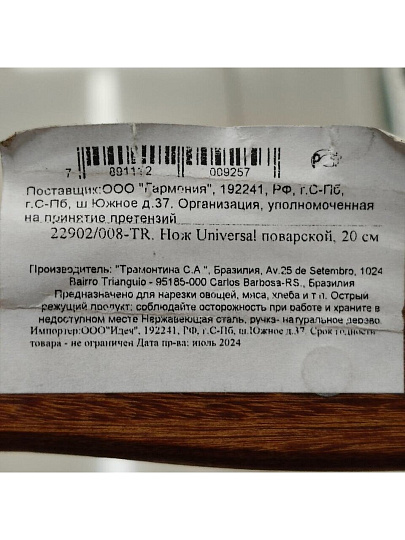 7 891112 009257
Поставщик:ООО "Гармония", 192241, РФ, г.С-Пб,
г.С-Пб, ш Южное д.37. Организация, уполномоченная
на принятие претензий
22902/008-TR. Нож Universal поварской, 20 см
Производитель: "Трамонтина С.А ", Бразилия, Av.25 de Setembro, 1024
Bairro Trianguio - 95185-000 Carlos Barbosa-RS., Бразилия
Предназначено для нарезки овощей, мяса, хлеба и т п. Острый
режущий продукт: соблюдайте осторожность при работе и храните в
недоступном месте Нержавеющая сталь, ручка- натуральное дерево
Импортер:ООО"Идеч", 192241, РФ, г.С-Пб, ш.Южное д.37. Срок годности
товара - не ограничен Дата пр-ва: июль 2024